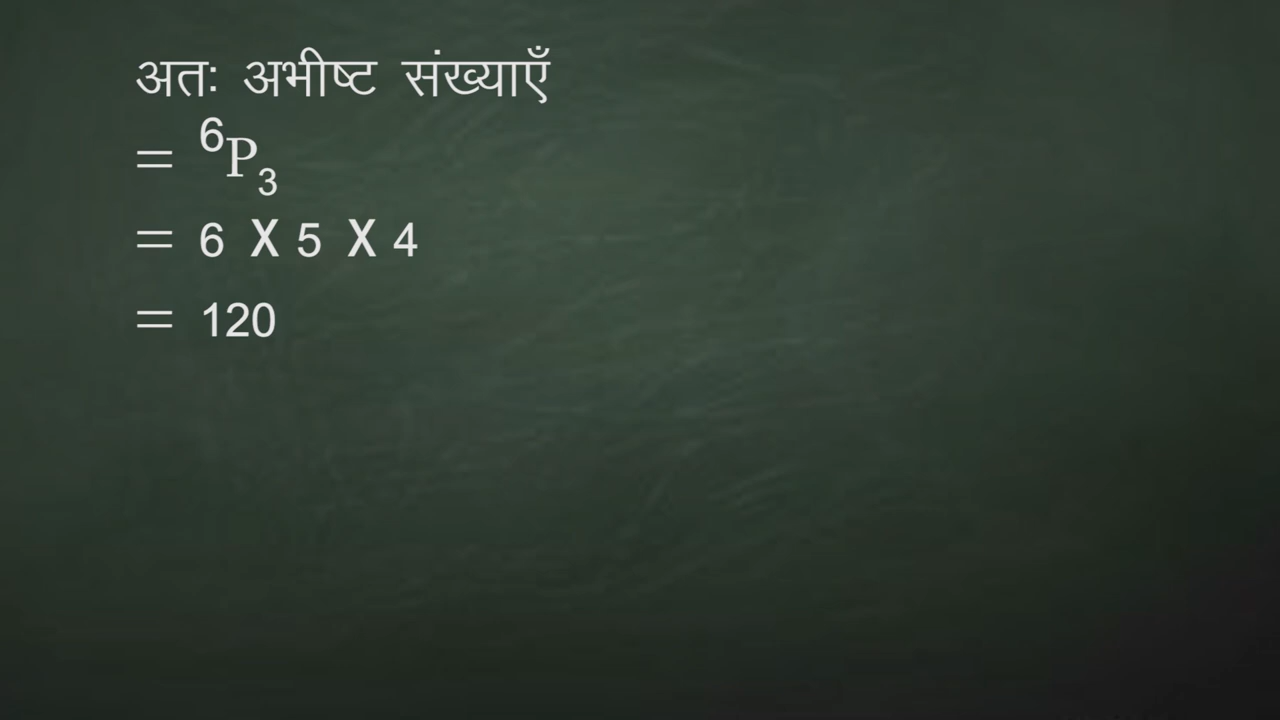 अतः अभीष्ट संख्याएँ
= ⁶P₃
= 6 X 5 X 4
= 120